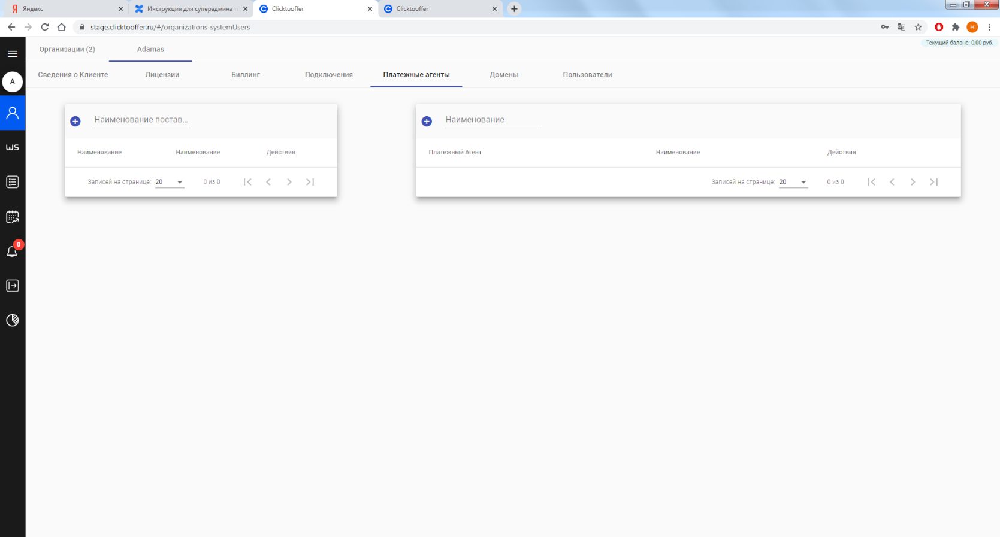 Яндекс
Инструкция для суперадмина п
Clicktooffer
Clicktooffer
stage.clicktooffer.ru/#/organizations-systemUsers
Н
Текущий баланс: 0,00 руб.
Организации (2)
Adamas
A
Сведения о Клиенте
Лицензии
Биллинг
Подключения
Платежные агенты
Домены
Пользователи
WS
0
Наименование постав...
Наименование
Наименование
Действия
Записей на странице: 20
0 из 0
Наименование
Платежный Агент
Наименование
Действия
Записей на странице: 20
0 из 0